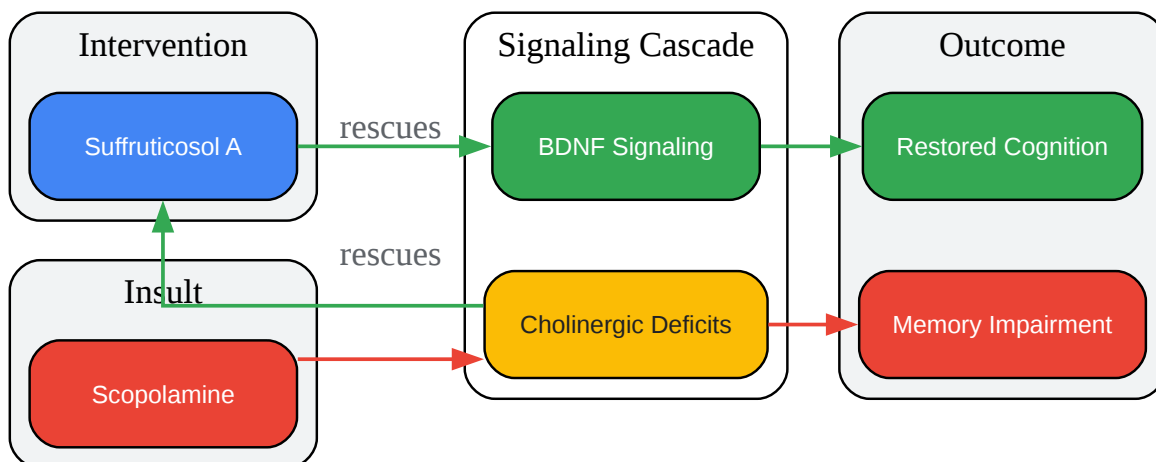 Intervention
Suffruticosol A
rescues
Signaling Cascade
BDNF Signaling
Outcome
Restored Cognition
rescues
Insult
Scopolamine
Cholinergic Deficits
Memory Impairment